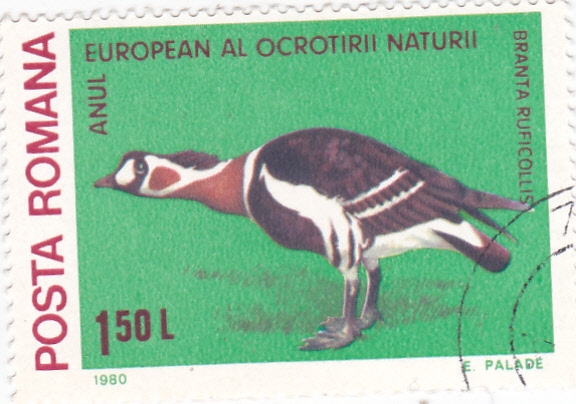 POSTA ROMANA
ANUL EUROPEAN AL OCROTIRII NATURII
BRANTA RUFICOLLIS
1.50 L
1980
E. PALADE